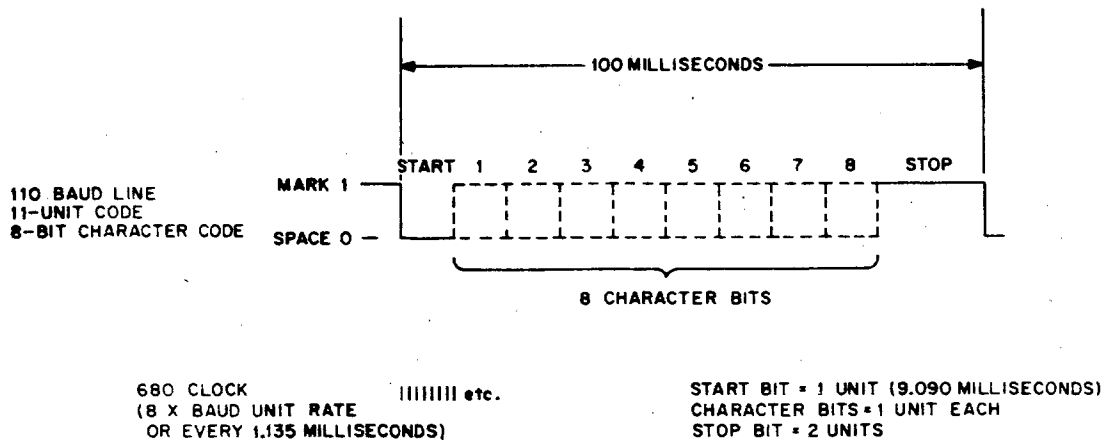 100 MILLISECONDS
START 1 2 3 4 5 6 7 8 STOP
110 BAUD LINE
11-UNIT CODE
8-BIT CHARACTER CODE
MARK 1
SPACE 0
8 CHARACTER BITS
680 CLOCK
(8 X BAUD UNIT RATE
OR EVERY 1.135 MILLISECONDS)
etc.
START BIT = 1 UNIT (9.090 MILLISECONDS)
CHARACTER BITS = 1 UNIT EACH
STOP BIT = 2 UNITS